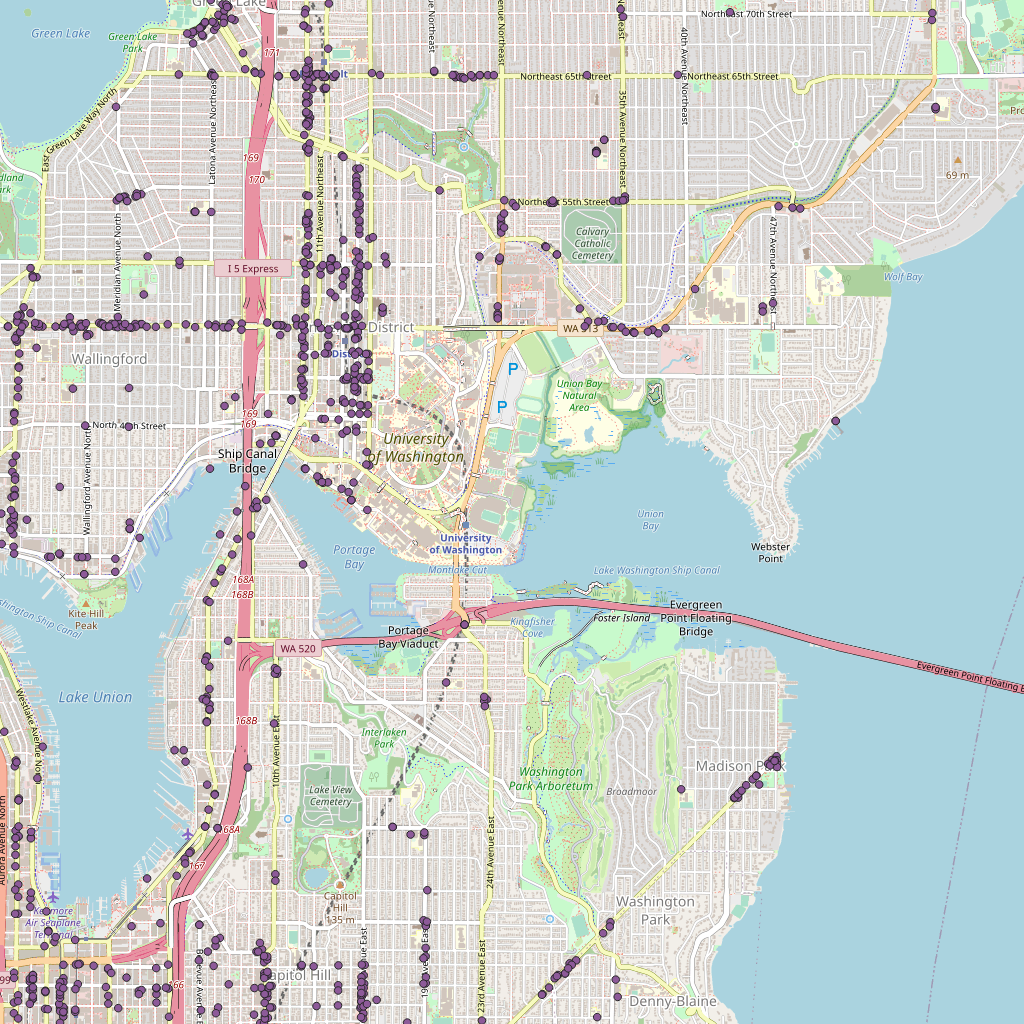 Green Lake
Green Lake
GreenLake
Park
171
Northeast 70th Street
Northeast 65th Street
Northeast 65th Street
40th Avenue Northeast
35th Avenue Northeast
East Green Lake Way North
Latona Avenue Northeast
169
170
11th Avenue Northeast
69 m
Meridian Avenue North
Northeast 55th Street
Calvary
Catholic
Cemetery
47th Avenue Northeast
I 5 Express
Wolf Bay
District
WA 513
Wallingford
P
P
Union Bay
Natural
Area
169
169
North 40th Street
University
of Washington
Ship Canal
Bridge
Wallingford Avenue North
Union
Bay
University
of Washington
Webster
Point
Portage
Bay
Montlake Cut
Lake Washington Ship Canal
168A
168B
Kite Hill
Peak
Washington Ship Canal
Evergreen
Point Floating
Bridge
Foster Island
Kingfisher
Cove
Portage
Bay Viaduct
WA 520
Evergreen Point Floating B
Lake Union
Westlake Avenue North
168B
10th Avenue East
Interlaken
Park
Madison Park
Washington
Park Arboretum
Broadmoor
Lake View
Cemetery
Aurora Avenue North
168A
167
24th Avenue East
Capitol
Hill
135 m
Kenmore
Air Seaplane
Terminal
Washington
Park
Capitol Hill
99
166
23rd Avenue East
Denny-Blaine